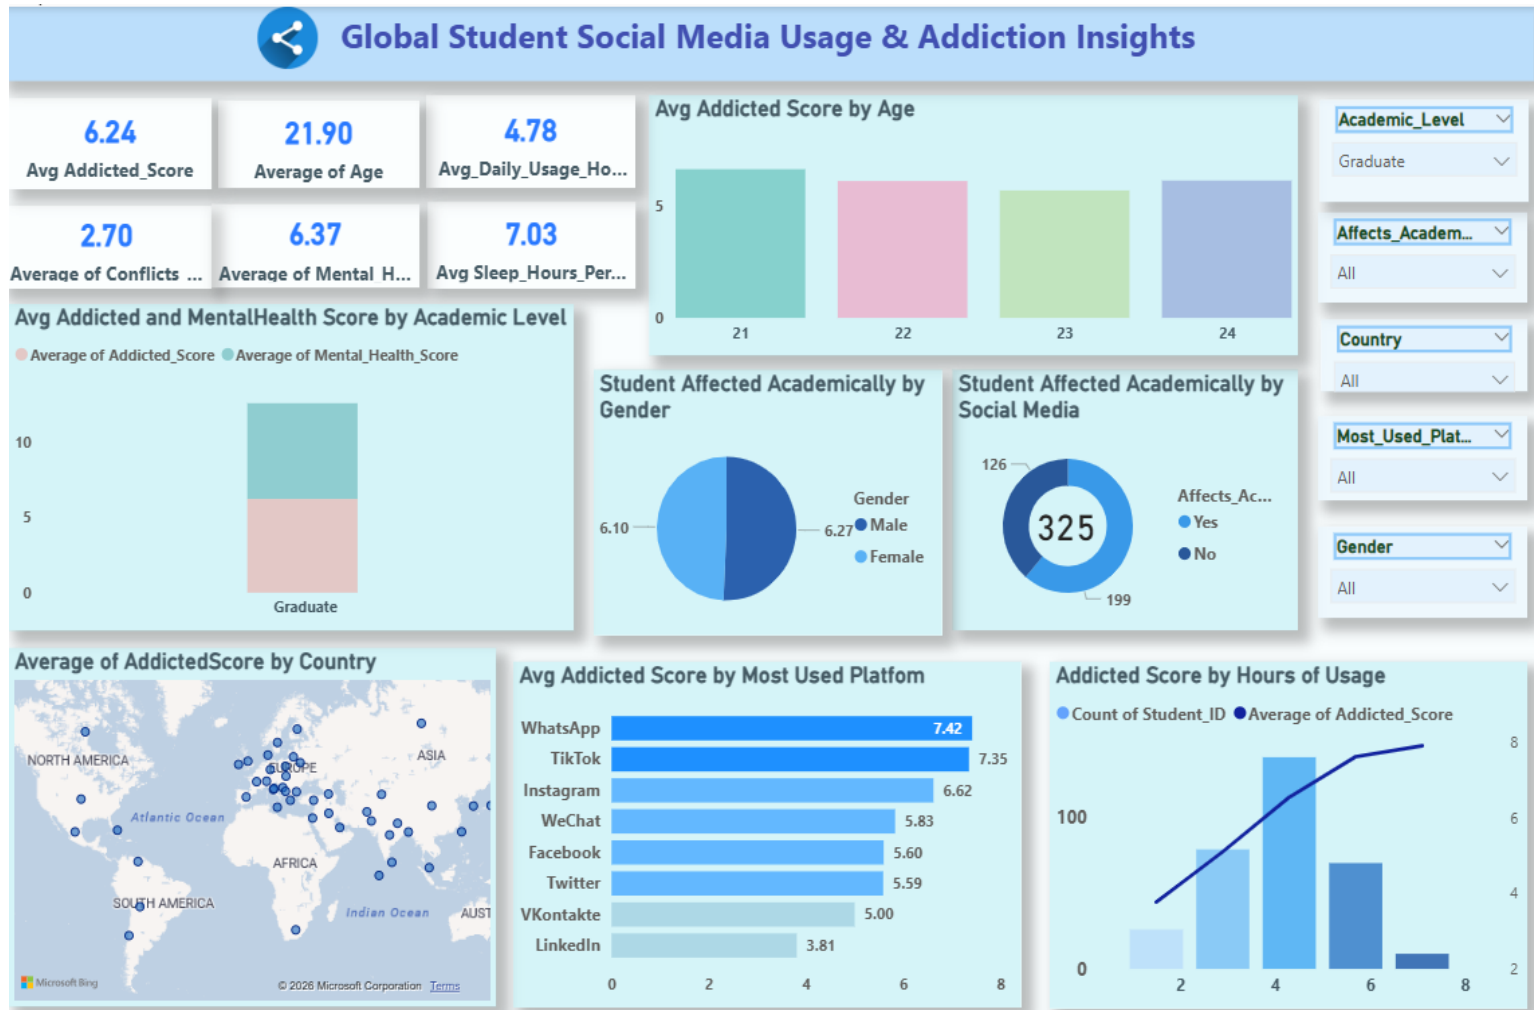 Global Student Social Media Usage & Addiction Insights
6.24
Avg Addicted_Score
21.90
Average of Age
4.78
Avg_Daily_Usage_Ho...
2.70
Average of Conflicts_...
6.37
Average of Mental_H...
7.03
Avg Sleep_Hours_Per...
Avg Addicted Score by Age
5
0
21 22 23 24
Academic_Level
Graduate
Affects_Academ...
All
Country
All
Most_Used_Plat...
All
Gender
All
Avg Addicted and MentalHealth Score by Academic Level
Average of Addicted_Score Average of Mental_Health_Score
10
5
0
Graduate
Student Affected Academically by
Gender
6.10
6.27
Gender
Male
Female
Student Affected Academically by
Social Media
126
325
199
Affects_Ac...
Yes
No
Average of AddictedScore by Country
NORTH AMERICA
EUROPE
ASIA
Atlantic Ocean
AFRICA
SOUTH AMERICA
Indian Ocean
AUST
Microsoft Bing
© 2026 Microsoft Corporation Terms
Avg Addicted Score by Most Used Platfom
WhatsApp 7.42
TikTok 7.35
Instagram 6.62
WeChat 5.83
Facebook 5.60
Twitter 5.59
VKontakte 5.00
LinkedIn 3.81
0 2 4 6 8
Addicted Score by Hours of Usage
Count of Student_ID Average of Addicted_Score
8
100
6
4
0
2
2 4 6 8